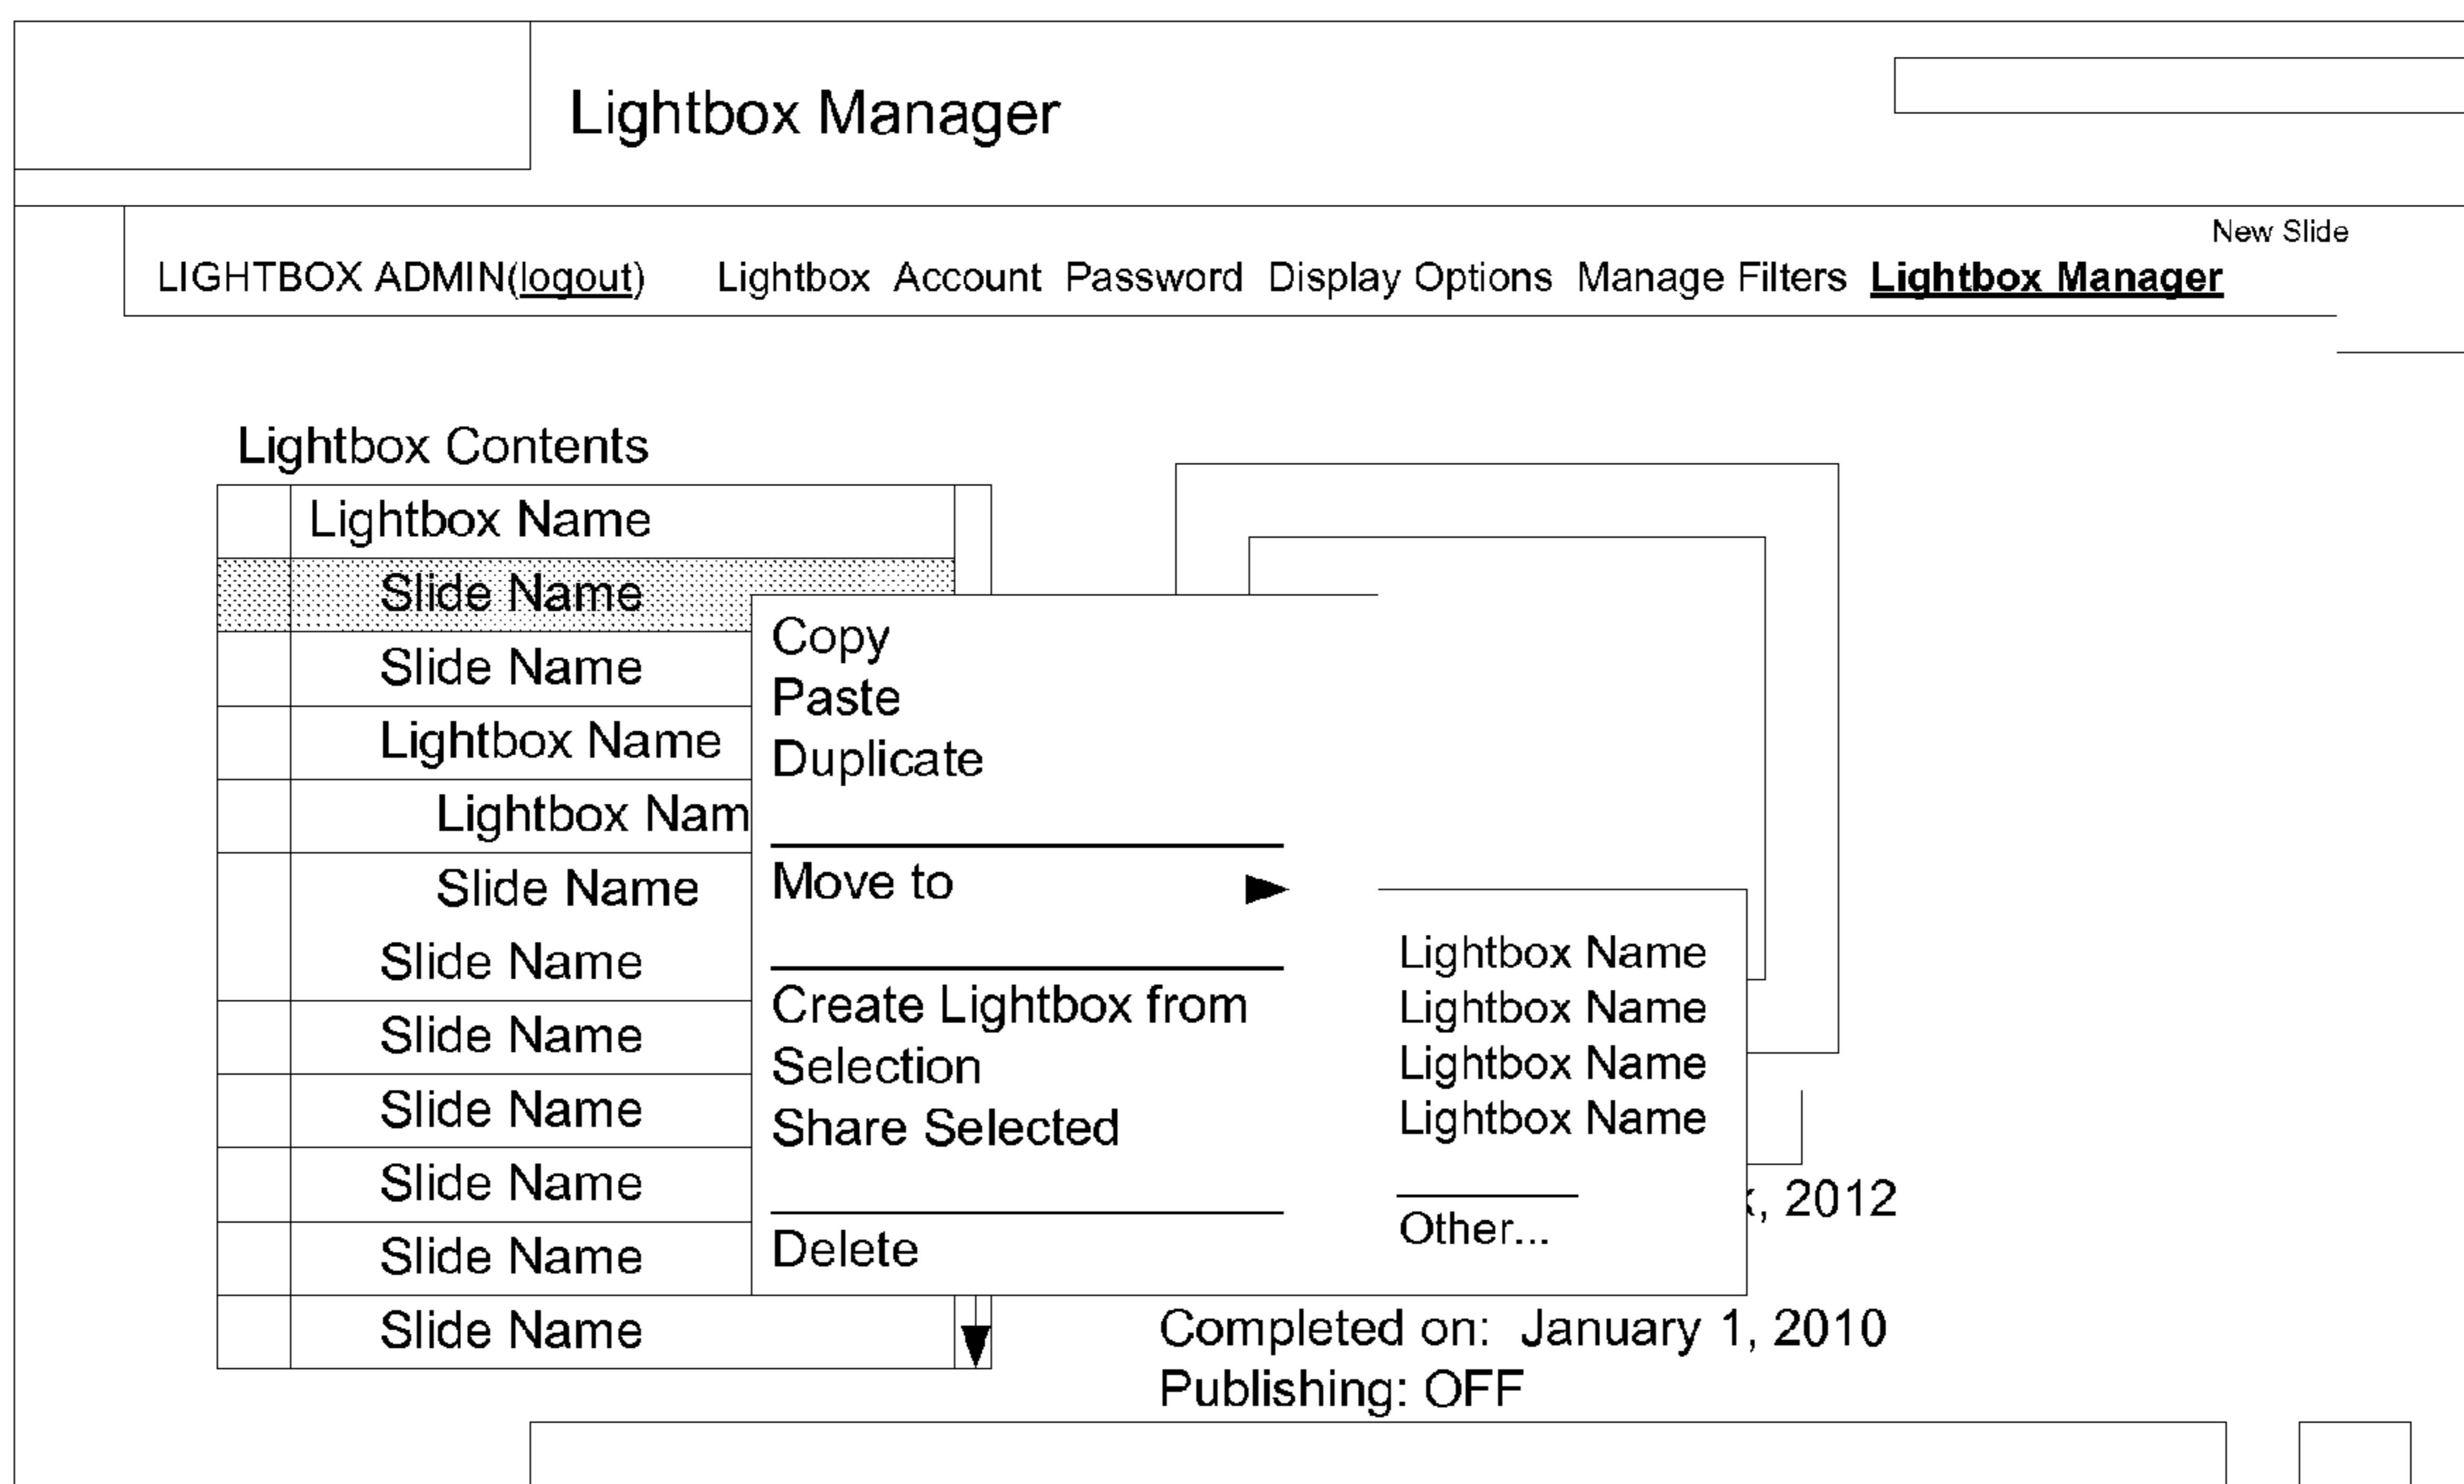 Lightbox Manager
New Slide
LIGHTBOX ADMIN(logout) Lightbox Account Password Display Options Manage Filters Lightbox Manager
Lightbox Contents
Lightbox Name
Slide Name
Slide Name
Lightbox Name
Lightbox Nam
Slide Name
Slide Name
Slide Name
Slide Name
Slide Name
Slide Name
Slide Name
Copy
Paste
Duplicate
Move to
Create Lightbox from
Selection
Share Selected
Delete
Lightbox Name
Lightbox Name
Lightbox Name
Lightbox Name
Other...
, 2012
Completed on: January 1, 2010
Publishing: OFF